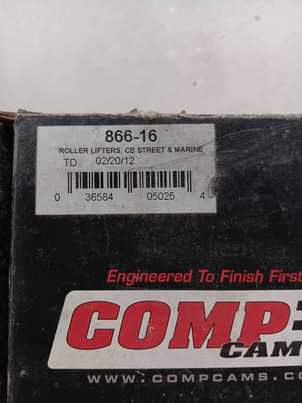 866-16
ROLLER LIFTERS, CB STREET & MARINE
TD. 02/20/12
0 36584 05025 4
Engineered To Finish First
COMP
CAM
WWW.COMPCAMS.CO